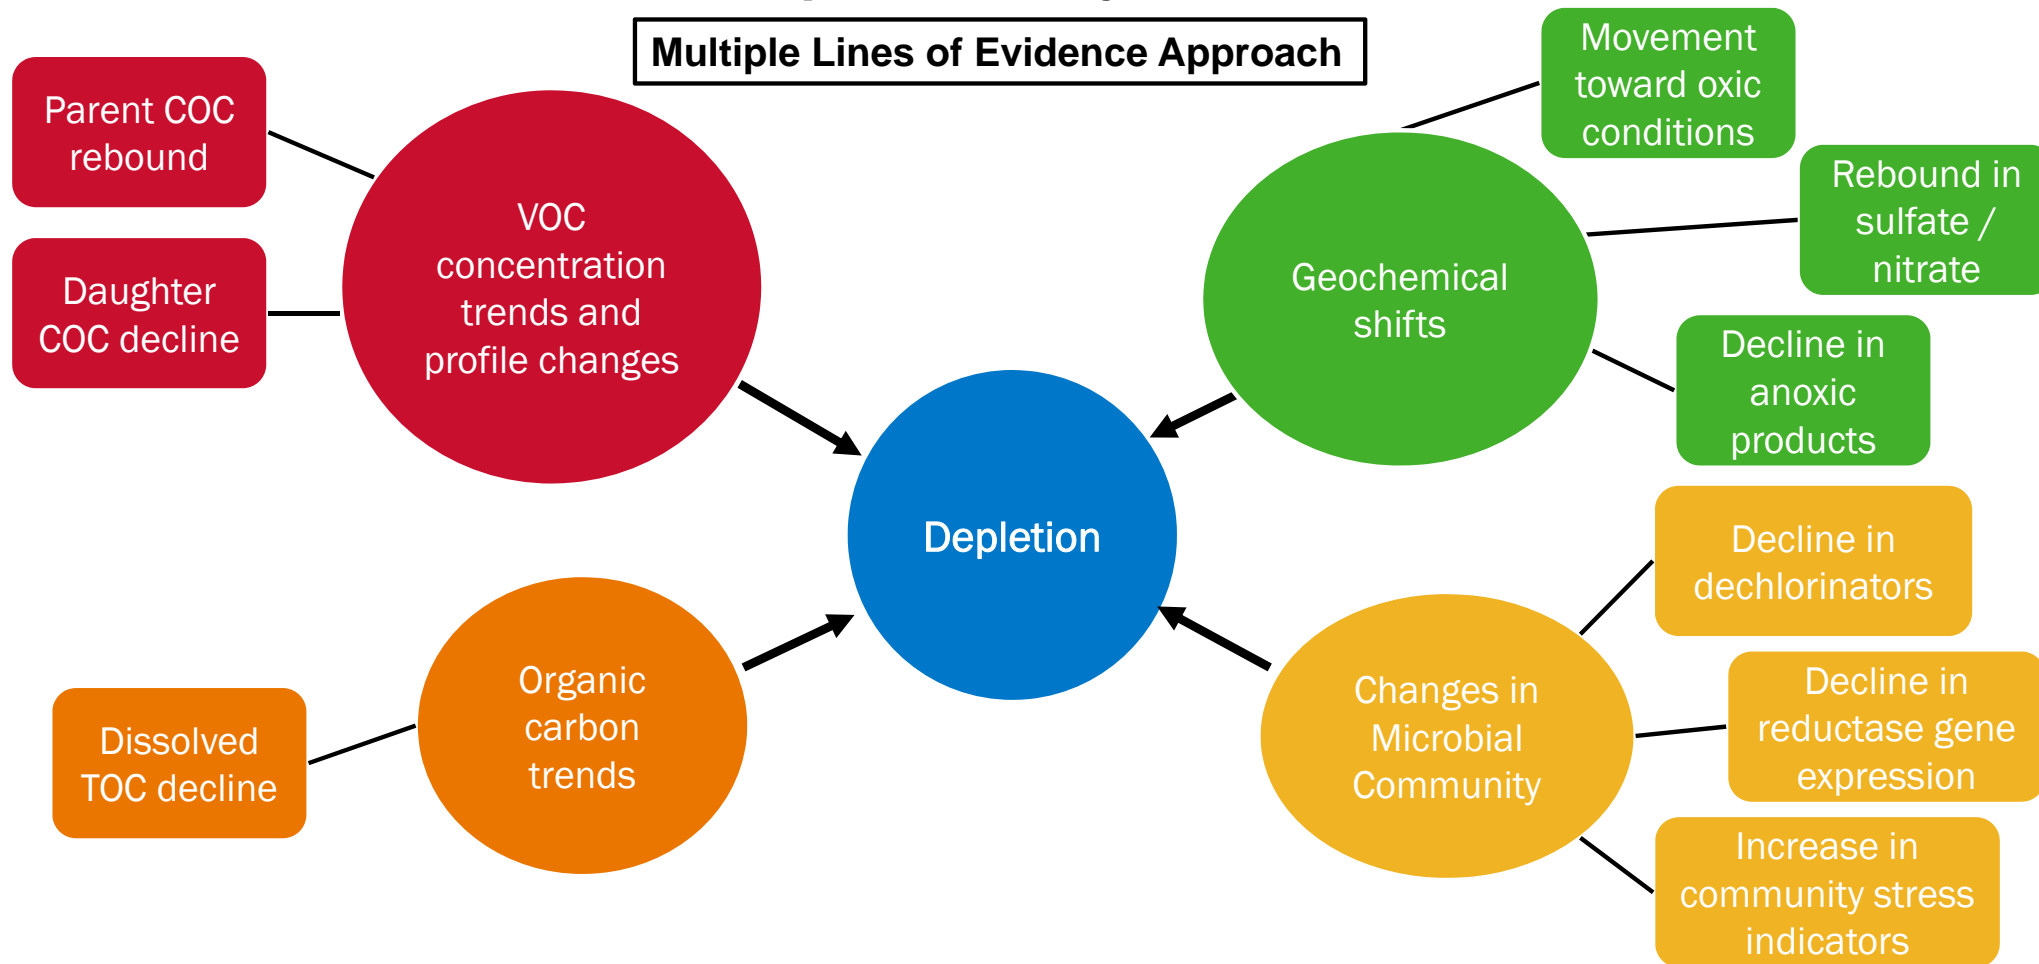 Multiple Lines of Evidence Approach
Parent COC
rebound
Daughter
COC decline
VOC
concentration
trends and
profile changes
Movement
toward oxic
conditions
Rebound in
sulfate /
nitrate
Geochemical
shifts
Decline in
anoxic
products
Depletion
Decline in
dechlorinators
Organic
carbon
trends
Dissolved
TOC decline
Changes in
Microbial
Community
Decline in
reductase gene
expression
Increase in
community stress
indicators